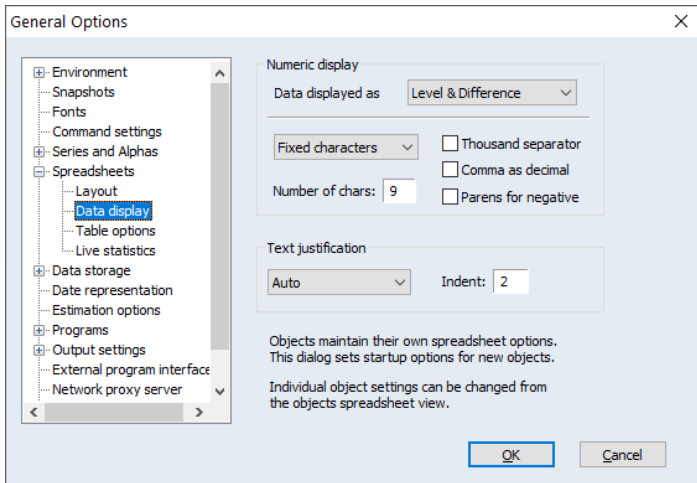 General Options
Environment
Snapshots
Fonts
Command settings
Series and Alphas
Spreadsheets
Layout
Data display
Table options
Live statistics
Data storage
Date representation
Estimation options
Programs
Output settings
External program interface
Network proxy server
Numeric display
Data displayed as Level & Difference
Fixed characters
Thousand separator
Comma as decimal
Number of chars: 9
Parens for negative
Text justification
Auto Indent: 2
Objects maintain their own spreadsheet options.
This dialog sets startup options for new objects.
Individual object settings can be changed from
the objects spreadsheet view.
OK Cancel